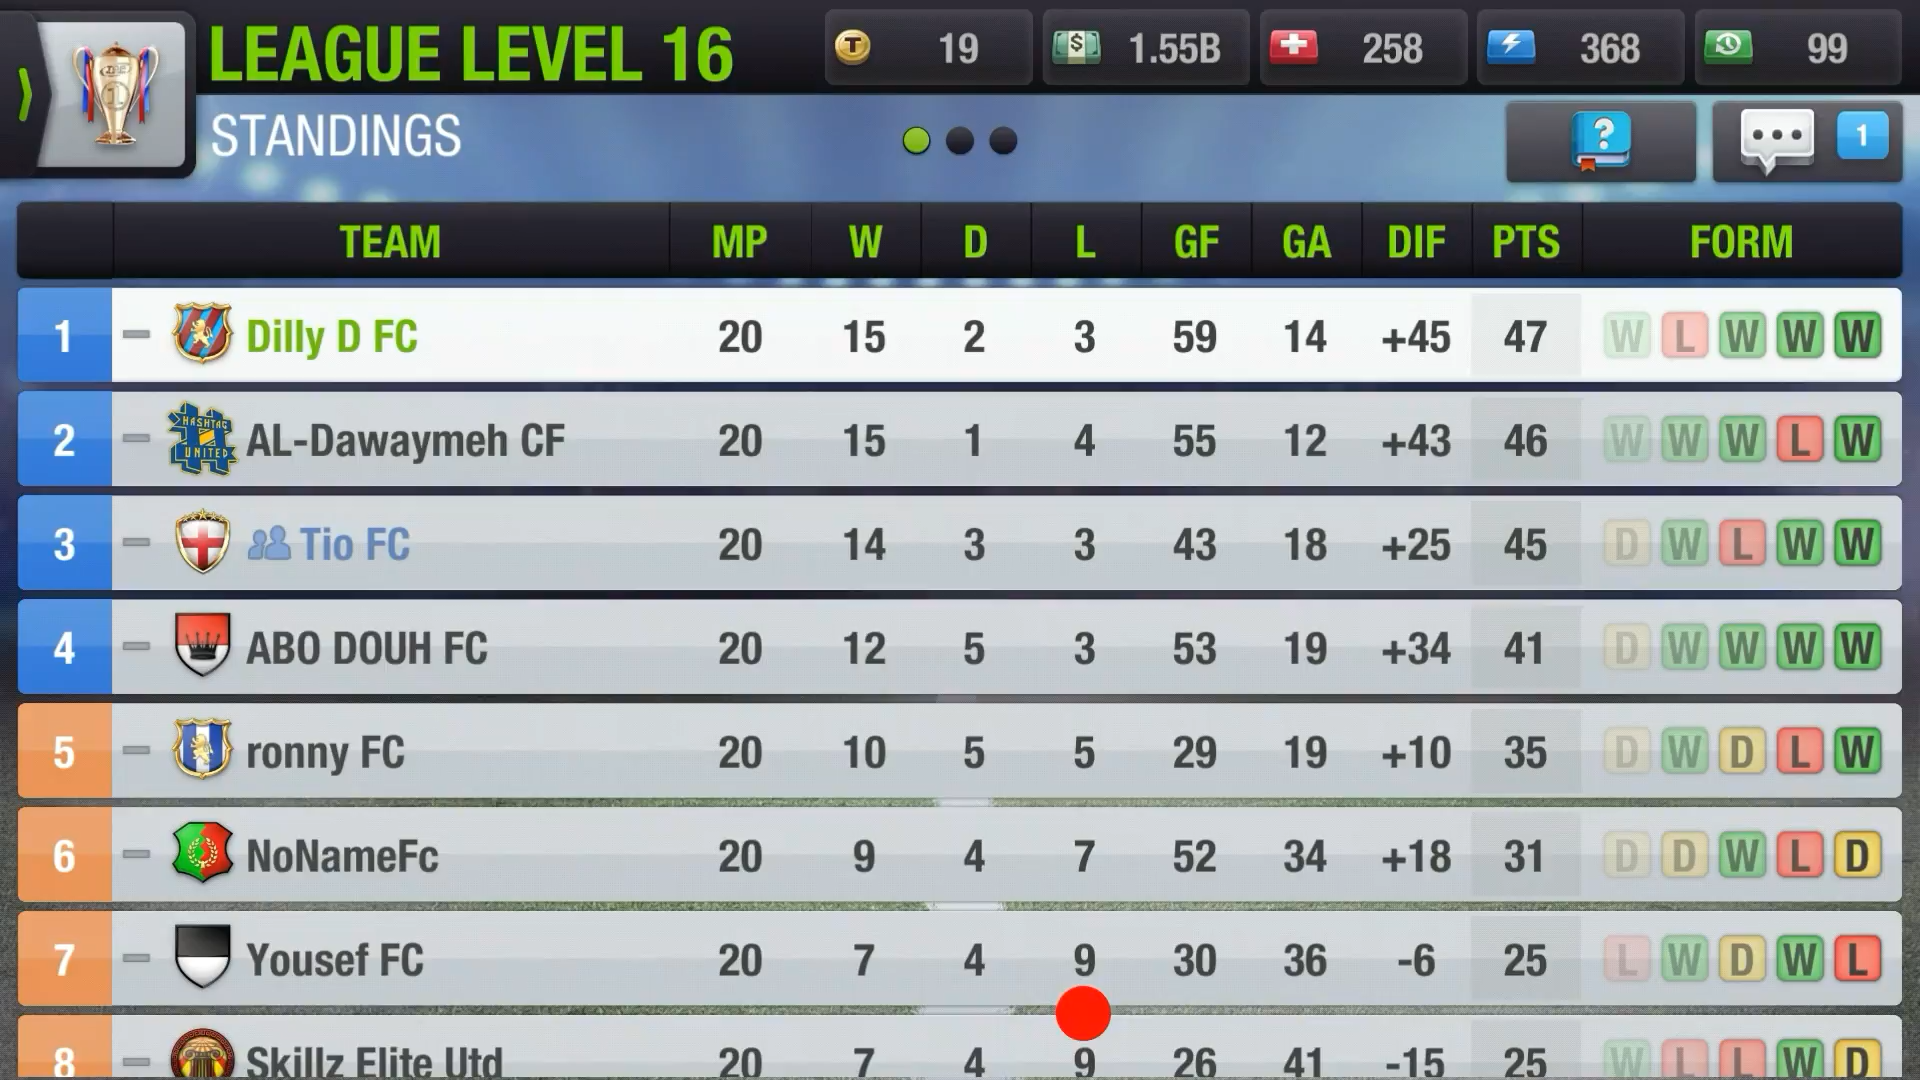 LEAGUE LEVEL 16
T 19 $ 1.55B 258 368 99
STANDINGS
? 1
TEAM MP W D L GF GA DIF PTS FORM
1 Dilly D FC 20 15 2 3 59 14 +45 47 W L W W W
2 HASHTAG UNITED AL-Dawaymeh CF 20 15 1 4 55 12 +43 46 W W W L W
3 Tio FC 20 14 3 3 43 18 +25 45 D W L W W
4 ABO DOUH FC 20 12 5 3 53 19 +34 41 D W W W W
5 ronny FC 20 10 5 5 29 19 +10 35 D W D L W
6 NoNameFc 20 9 4 7 52 34 +18 31 D D W L D
7 Yousef FC 20 7 4 9 30 36 -6 25 L W D W L
8 Skillz Elite Utd 20 7 4 9 26 41 -15 25 W L L W D